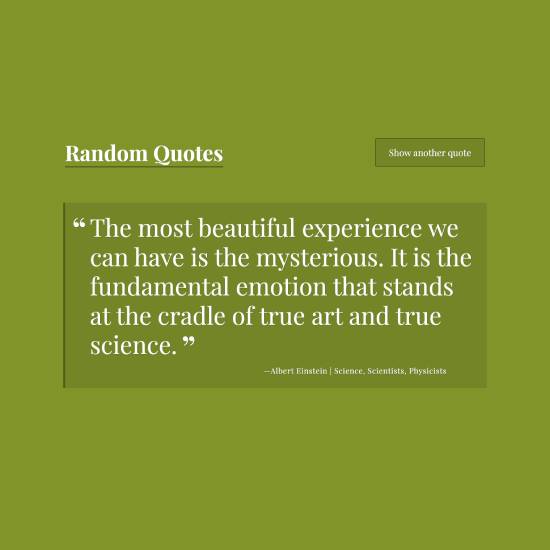 Random Quotes
Show another quote
“ The most beautiful experience we
can have is the mysterious. It is the
fundamental emotion that stands
at the cradle of true art and true
science. ”
—Albert Einstein | Science, Scientists, Physicists